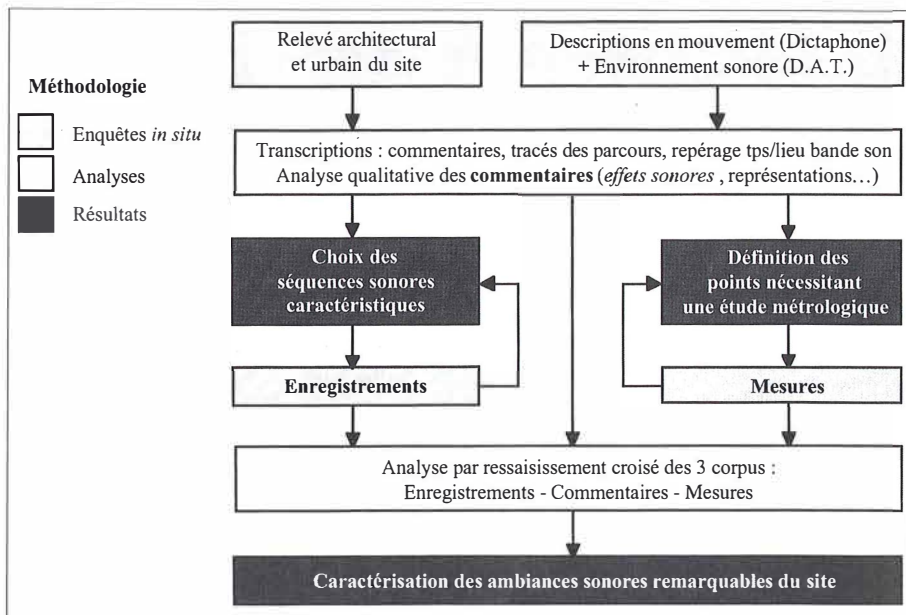 Relevé architectural
et urbain du site
Descriptions en mouvement (Dictaphone)
+ Environnement sonore (D.A.T.)
Méthodologie
Enquêtes in situ
Analyses
Résultats
Transcriptions : commentaires, tracés des parcours, repérage tps/lieu bande son
Analyse qualitative des commentaires (effets sores , représentations…)
Choix des
séquences sonores
caractéristiques
Définition des
points nécessitant
une étude métrologique
Enregistrements
Mesures
Analyse par ressaisissement croisé des 3 corpus :
Enregistrements - Commentaires - Mesures
Caractérisation des ambiances sonores remarquables du site